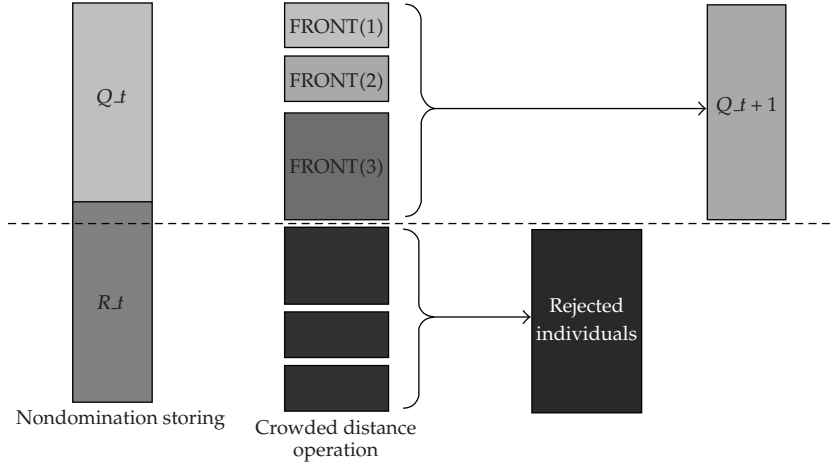 Q_t
R_t
Nondomination storing
FRONT(1)
FRONT(2)
FRONT(3)
Crowded distance
operation
Rejected
individuals
Q_t + 1